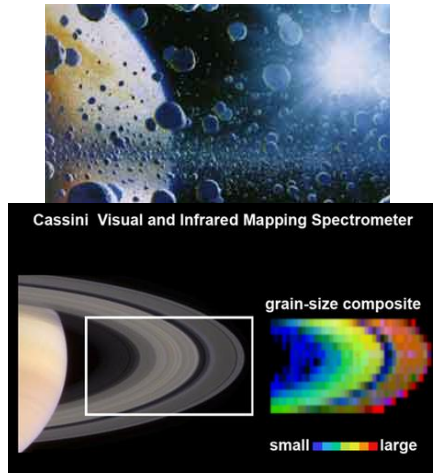 Cassini Visual and Infrared Mapping Spectrometer
grain-size composite
small large